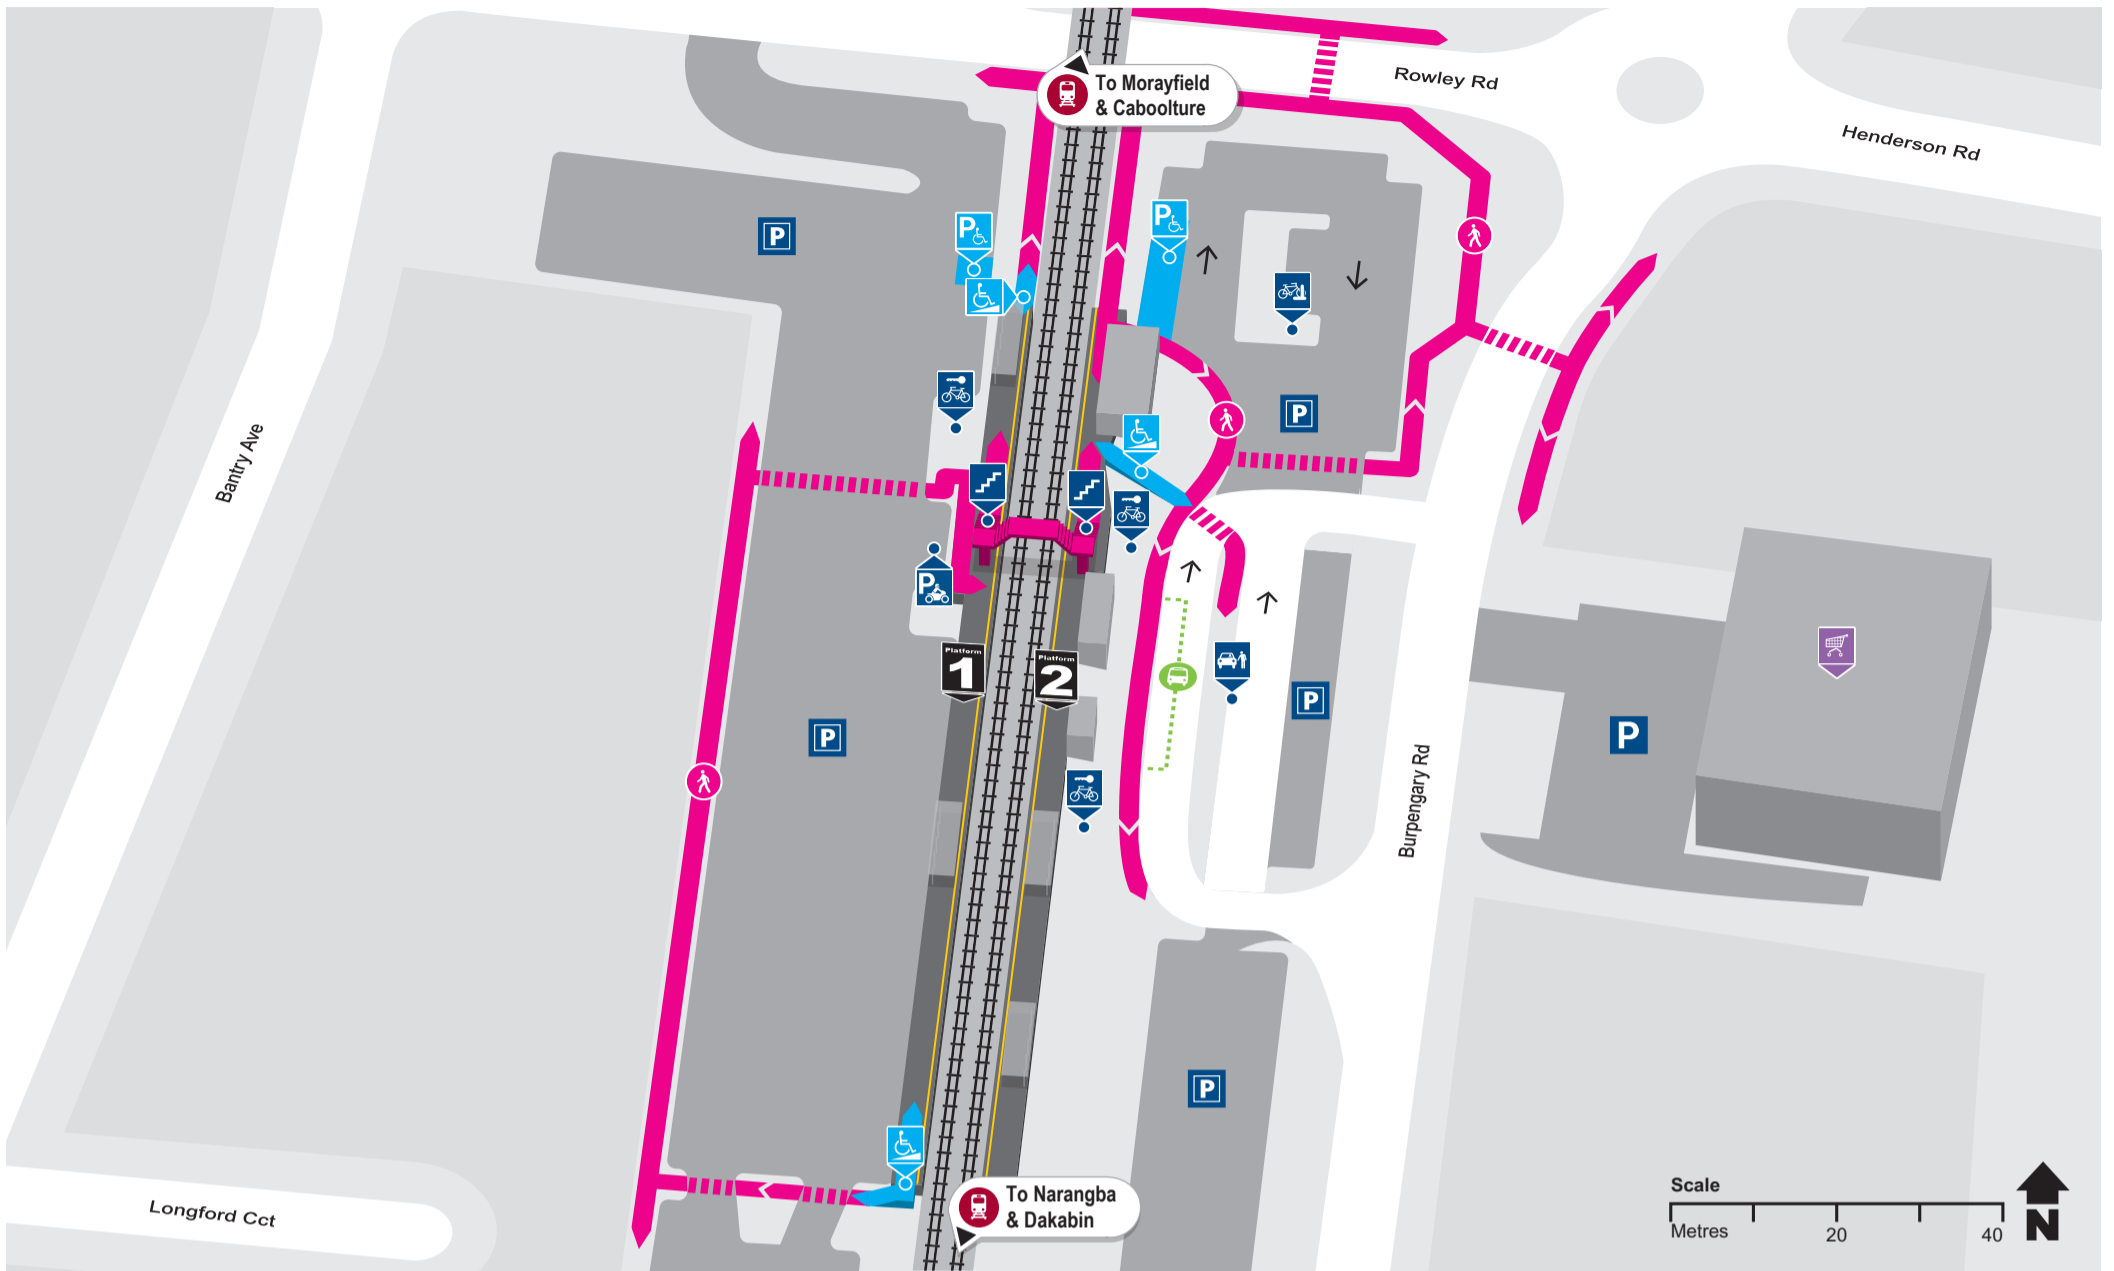 To Morayfield
& Caboolture
Rowley Rd
Henderson Rd
P
P
P
P
P
Bantry Ave
P
Platform
1
Platform
2
P
P
P
Burpengary Rd
P
Longford Cct
To Narangba
& Dakabin
Scale
Metres 20 40
N